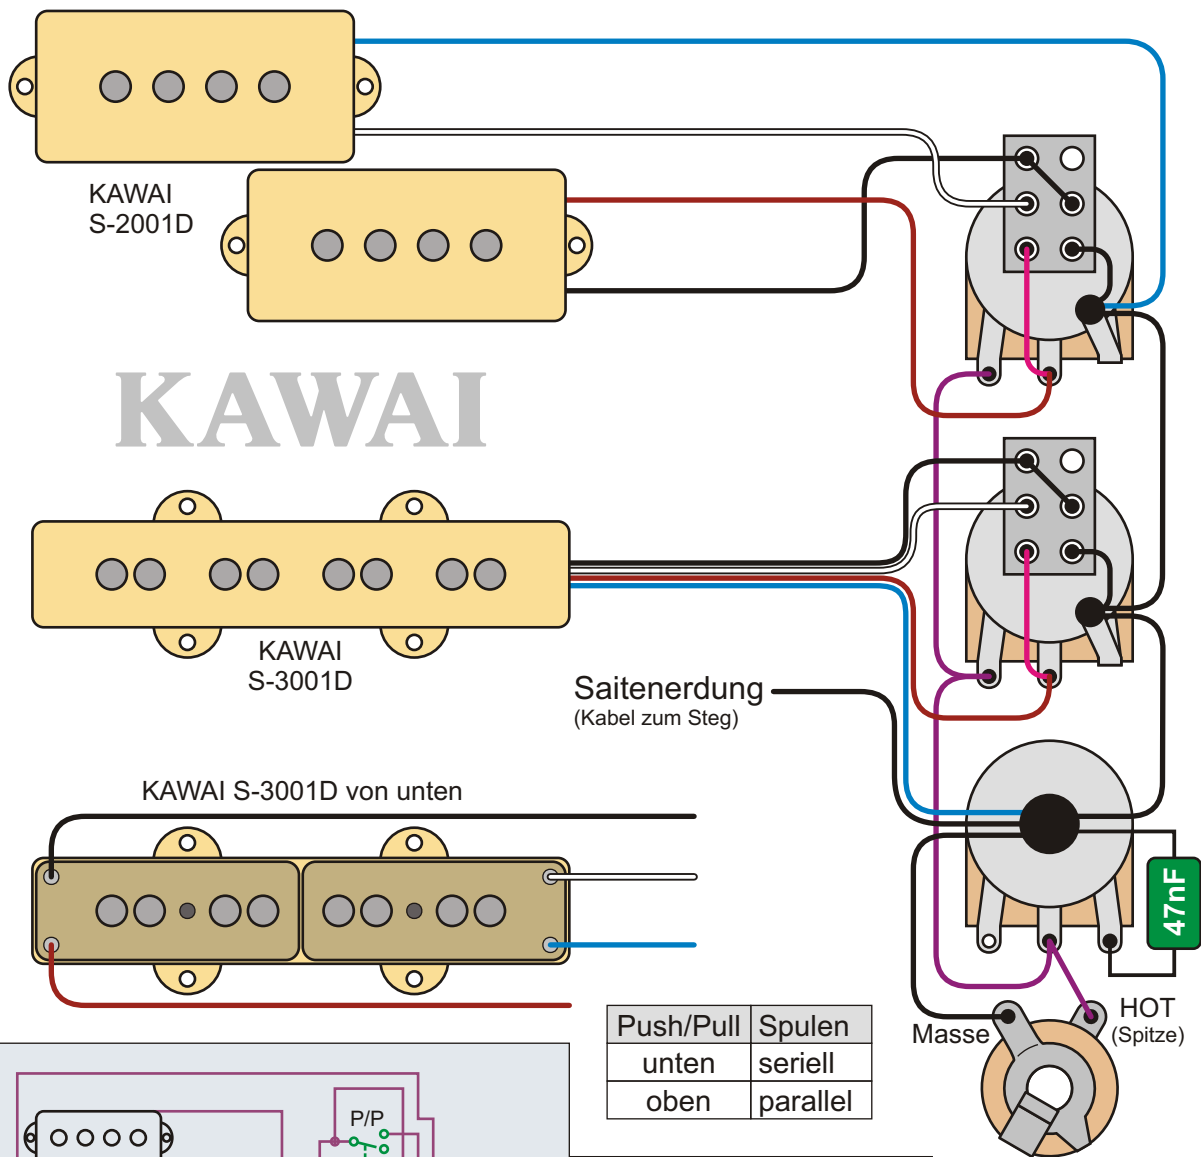 KAWAI
S-2001D
KAWAI
KAWAI
S-3001D
Saitenerdung
(Kabel zum Steg)
KAWAI S-3001D von unten
47nF
Push/Pull Spulen
unten seriell
oben parallel
Masse
HOT
(Spitze)
P/P